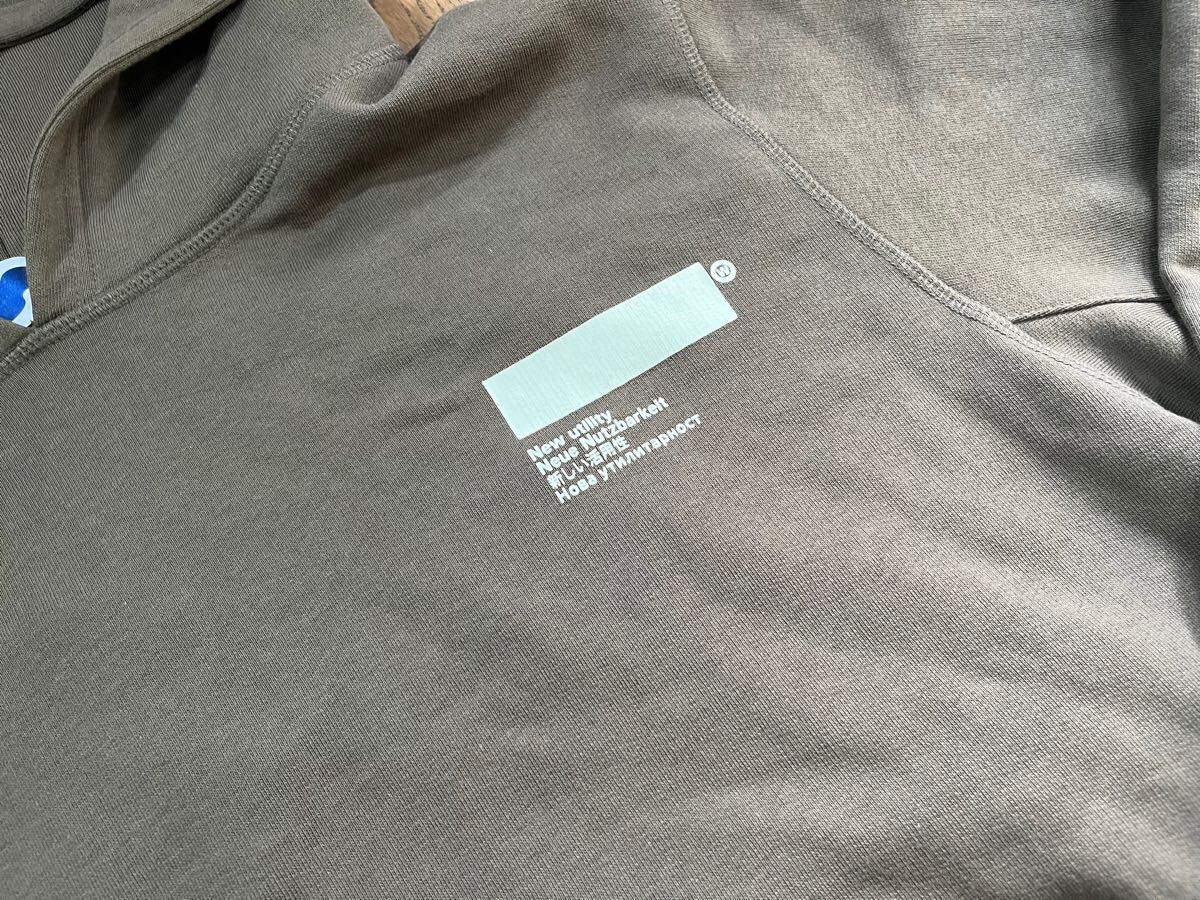 W
New utility
Neue Nutzbarkeit
新しい活用性
Нова утилитарност